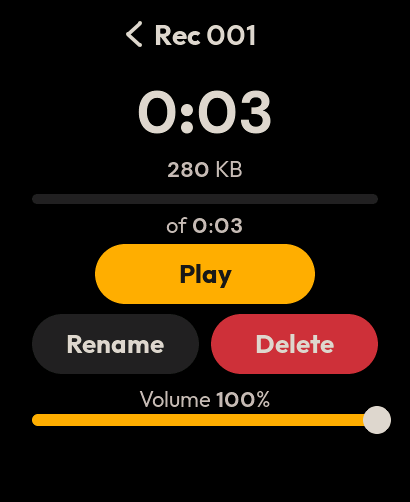 Rec 001
0:03
280 KB
of 0:03
Play
Rename Delete
Volume 100%